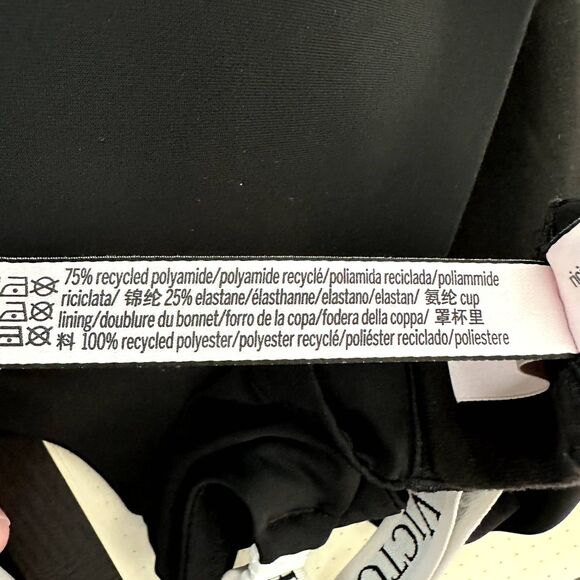 75% recycled polyamide/polyamide recyclé/poliamida reciclada/poliammide
riciclata/ 锦纶 25% elastane/élasthanne/elastano/elastan/ 氨纶 cup
lining/doublure du bonnet/forro de la copa/fodera della coppa/ 罩杯里
料 100% recycled polyester/polyester recyclé/poliéster reciclado/poliestere
VICTO